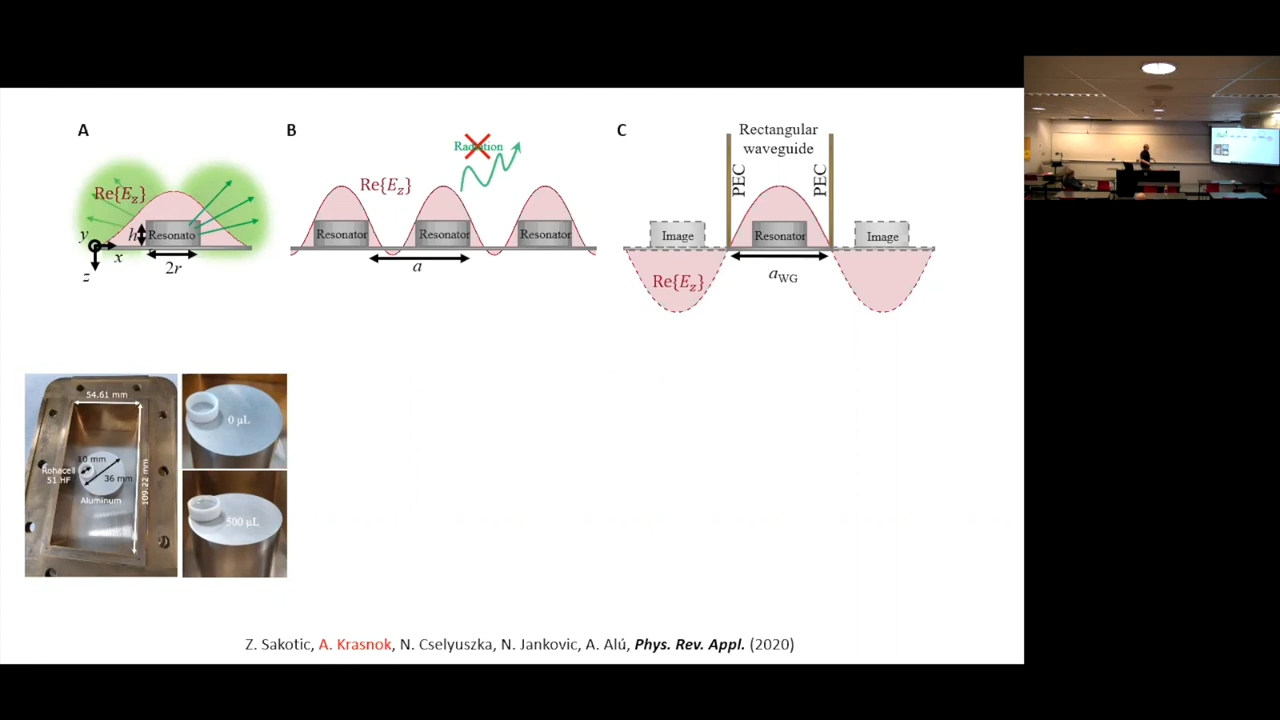 A
Re{E_z}
Resonato
h
y
x
z
2r
B
Radiation
Re{E_z}
Resonator
Resonator
Resonator
a
C
Rectangular
waveguide
PEC
PEC
Image
Resonator
Image
Re{E_z}
a_WG
54.61 mm
10 mm
Rohacell
51 HF
36 mm
109.22 mm
Aluminum
0 µL
500 µL
Z. Sakotic, A. Krasnok, N. Cselyuszka, N. Jankovic, A. Alú, Phys. Rev. Appl. (2020)